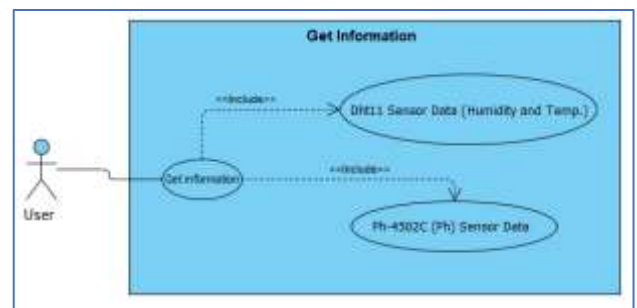 Get Information
<<Include>>
Dht11 Sensor Data (Humidity and Temp.)
<<Include>>
Get information
Ph-4502C (Ph) Sensor Data
User